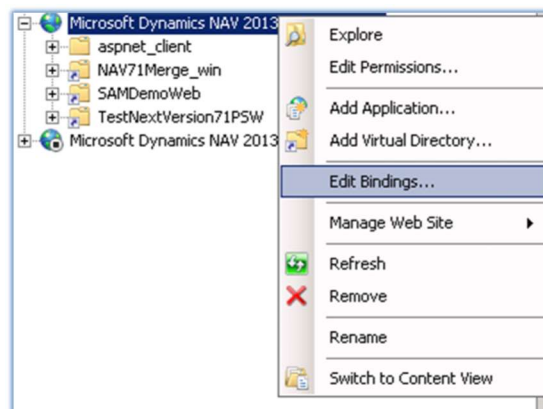 Microsoft Dynamics NAV 2013
aspnet_client
NAV71Merge_win
SAMDemoWeb
TestNextVersion71PSW
Microsoft Dynamics NAV 2013
Explore
Edit Permissions...
Add Application...
Add Virtual Directory...
Edit Bindings...
Manage Web Site
Refresh
Remove
Rename
Switch to Content View